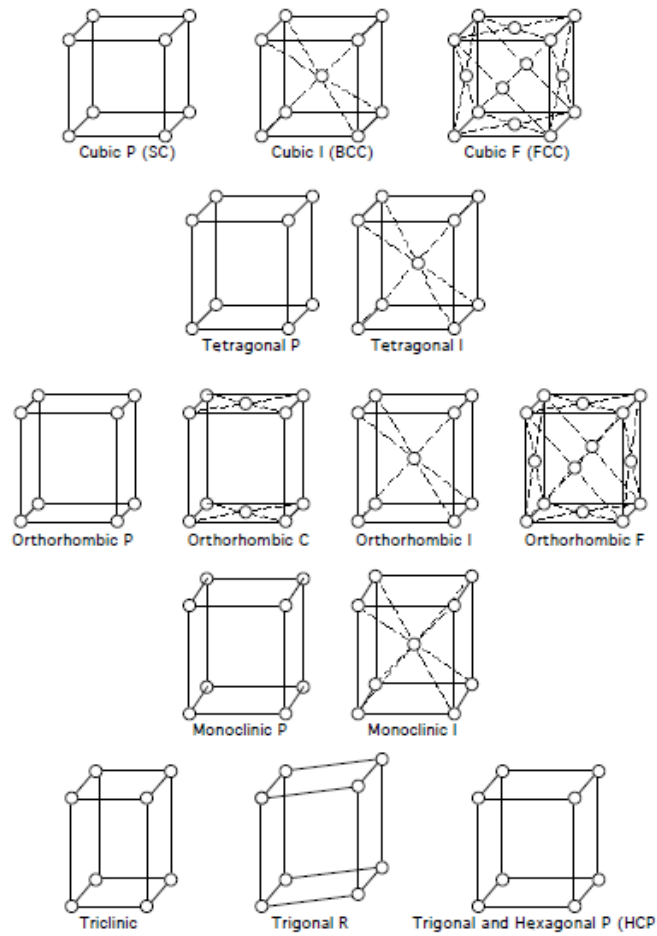 Cubic P (SC)
Cubic I (BCC)
Cubic F (FCC)
Tetragonal P
Tetragonal I
Orthorhombic P
Orthorhombic C
Orthorhombic I
Orthorhombic F
Monoclinic P
Monoclinic I
Triclinic
Trigonal R
Trigonal and Hexagonal P (HCP